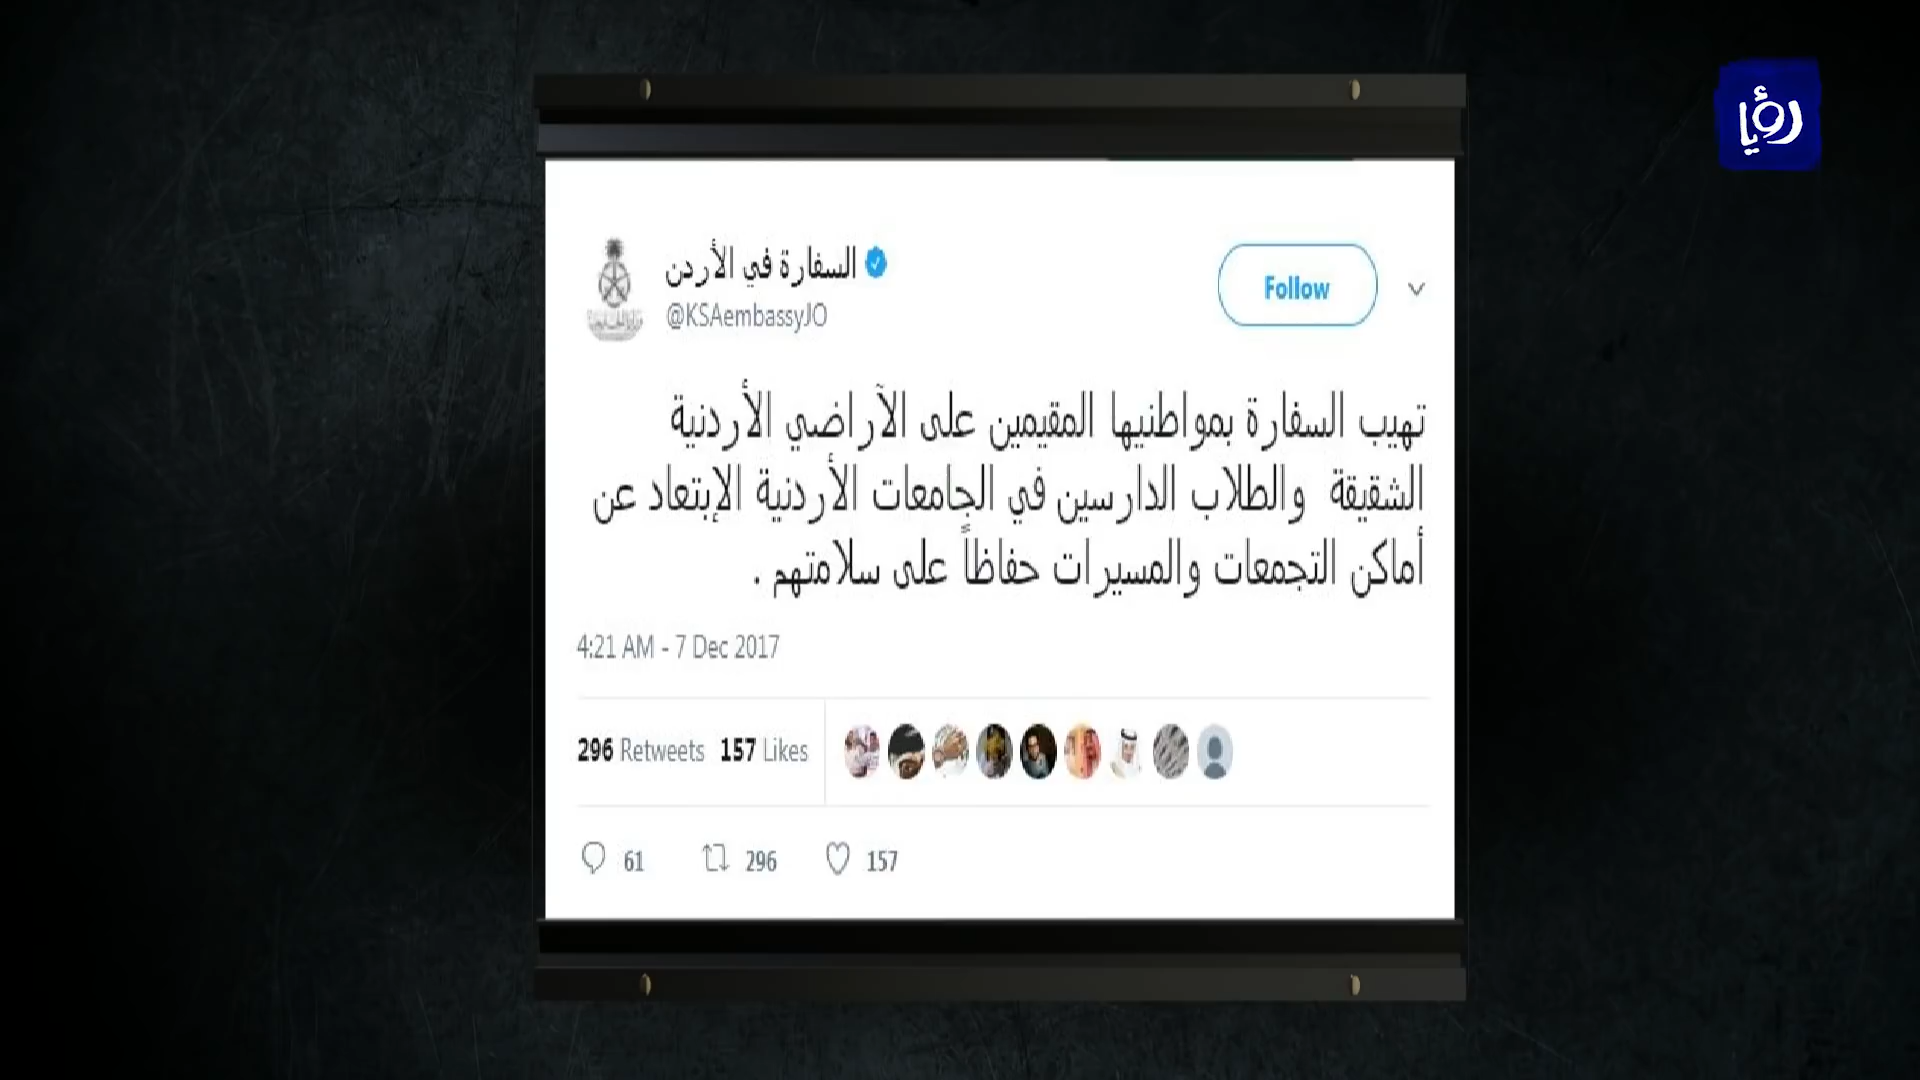 رؤيا
السفارة في الأردن
@KSAembassyJO
Follow
تهيب السفارة بمواطنيها المقيمين على الآراضي الأردنية
الشقيقة والطلاب الدارسين في الجامعات الأردنية الإبتعاد عن
أماكن التجمعات والمسيرات حفاظاً على سلامتهم .
4:21 AM - 7 Dec 2017
296 Retweets 157 Likes
61 296 157